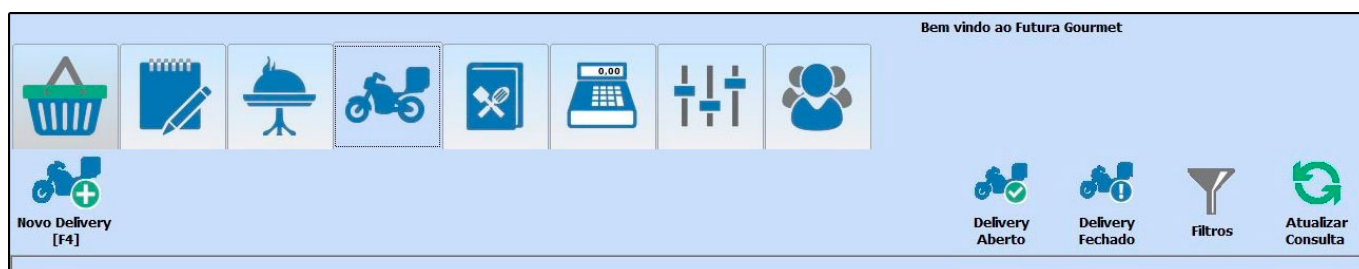 Bem vindo ao Futura Gourmet
0,00
Novo Delivery
[F4]
Delivery
Aberto
Delivery
Fechado
Filtros
Atualizar
Consulta